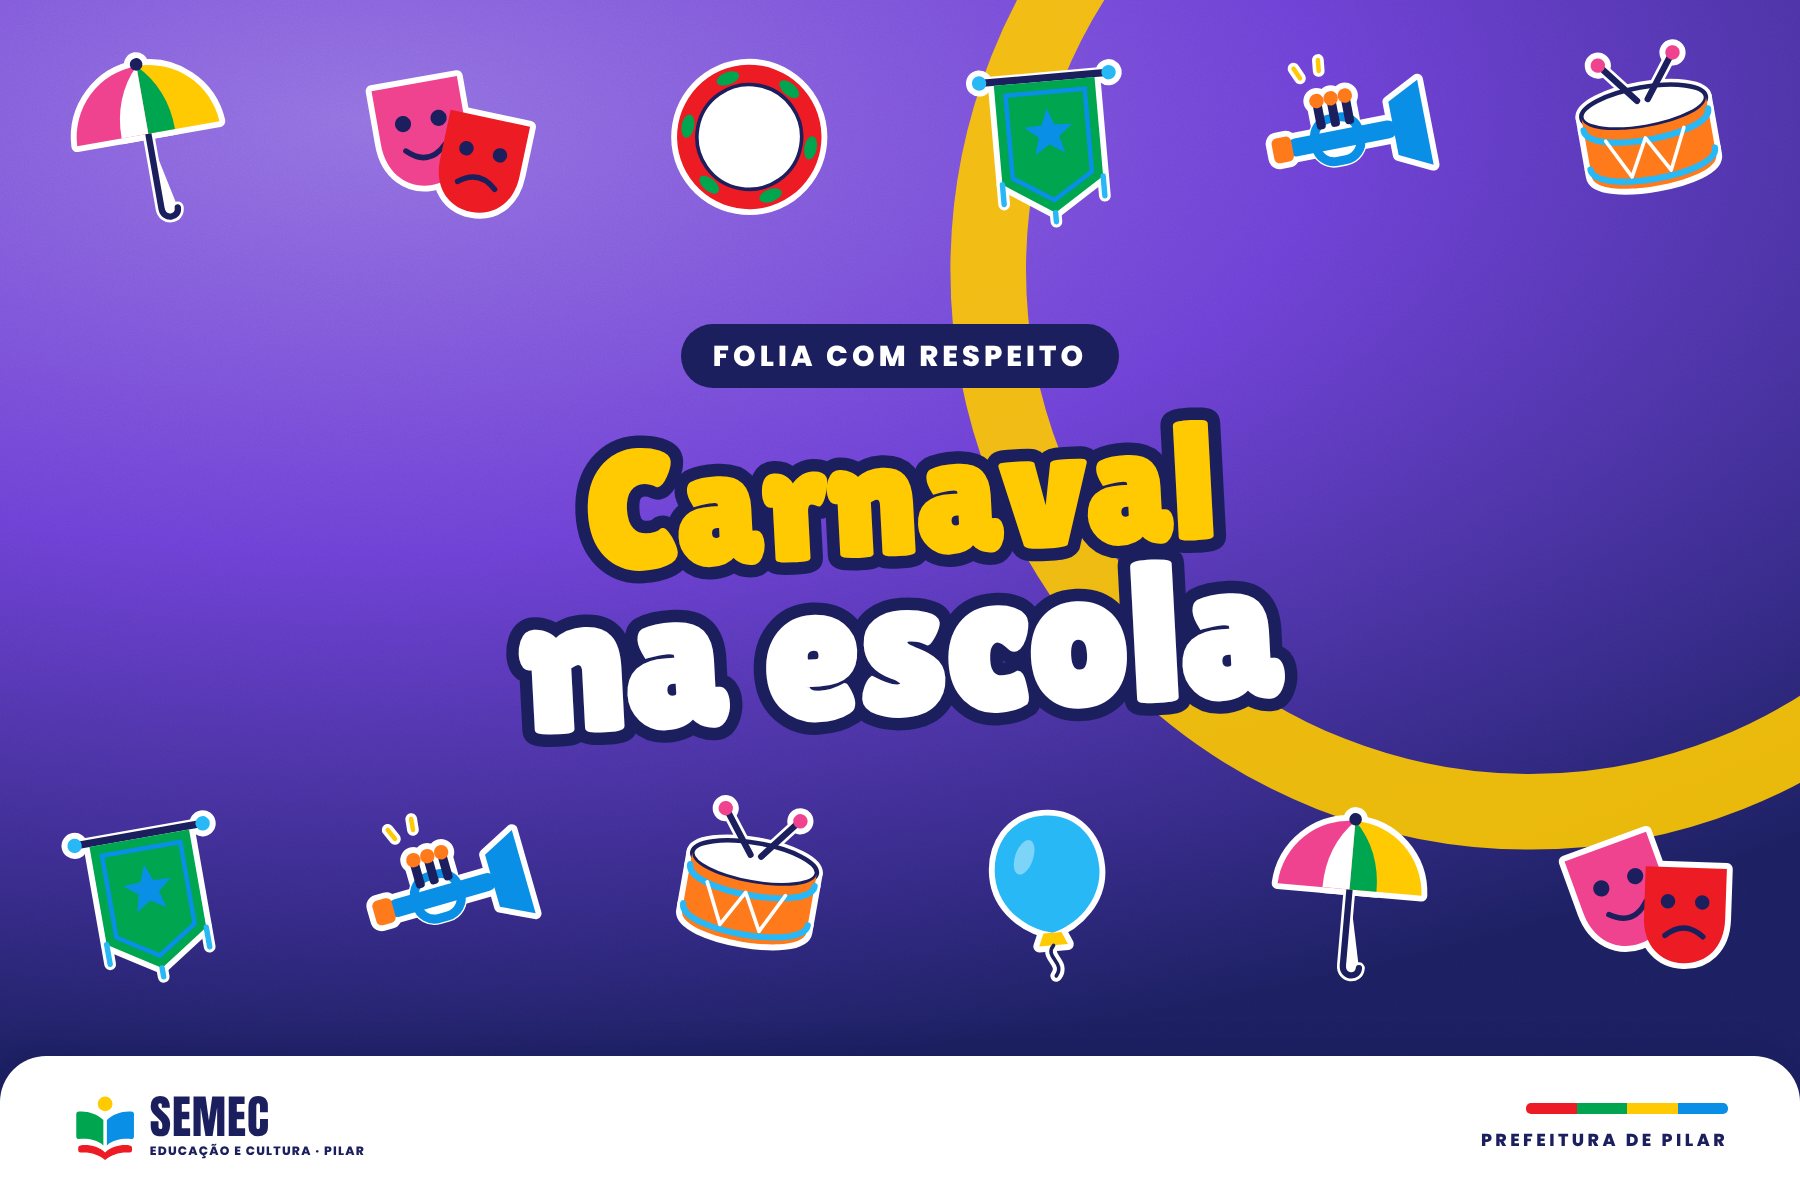 FOLIA COM RESPEITO
Carnaval
na escola
SEMEC
EDUCAÇÃO E CULTURA · PILAR
PREFEITURA DE PILAR